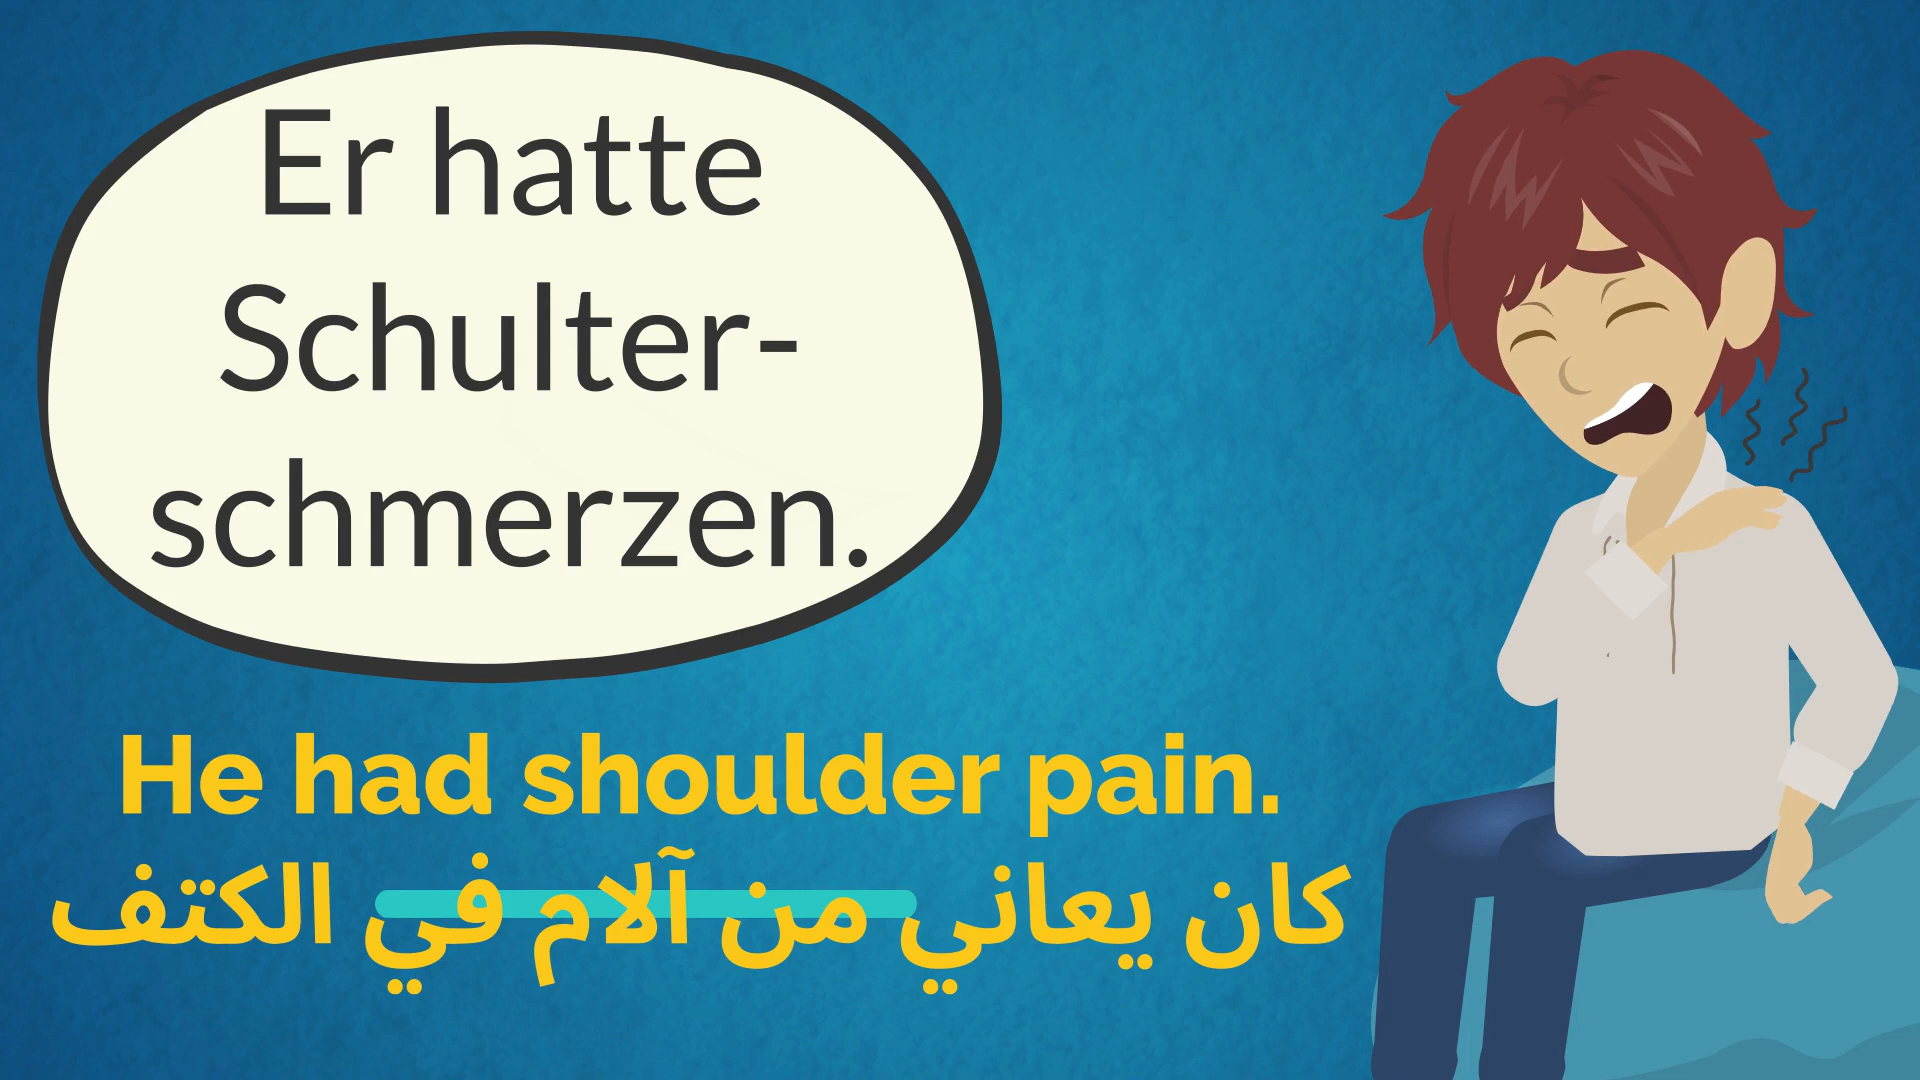 Er hatte
Schulter-
schmerzen.
He had shoulder pain.
كان يعاني من آلام في الكتف